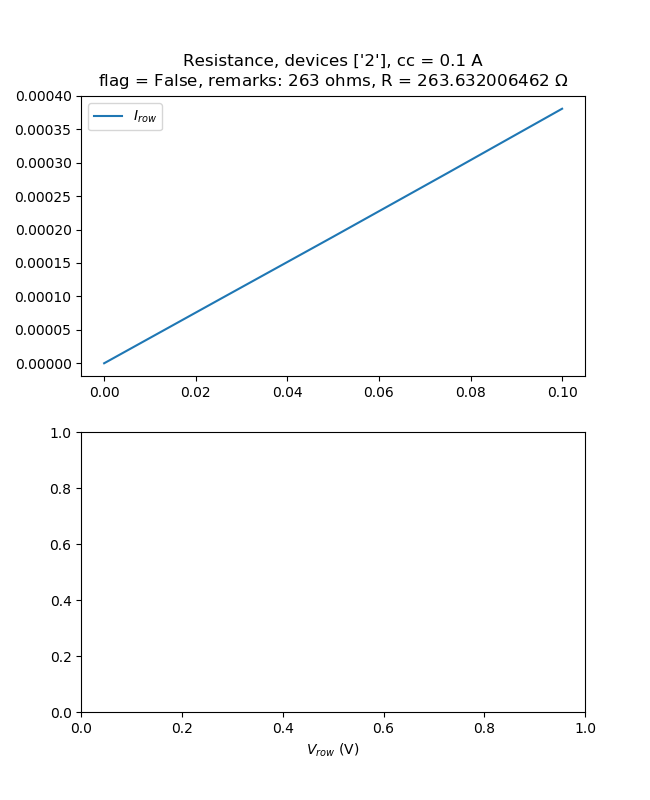 Resistance, devices ['2'], cc = 0.1 A
flag = False, remarks: 263 ohms, R = 263.632006462 Ω
0.00040
I_row
0.00035
0.00030
0.00025
0.00020
0.00015
0.00010
0.00005
0.00000
0.00 0.02 0.04 0.06 0.08 0.10
1.0
0.8
0.6
0.4
0.2
0.0
0.0 0.2 0.4 0.6 0.8 1.0
V_row (V)